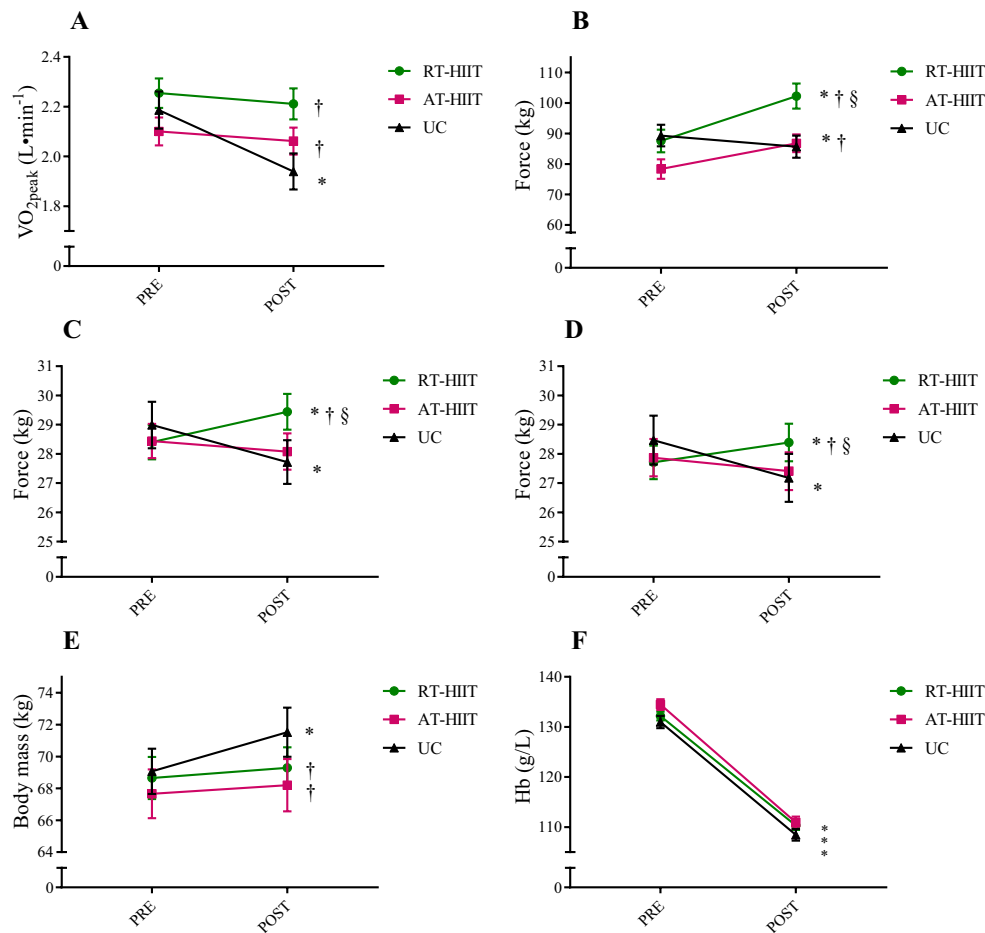 A
VO2peak (L•min-1)
2.4
2.2
2.0
1.8
0
PRE
POST
†
†
*
RT-HIIT
AT-HIIT
UC
B
Force (kg)
110
100
90
80
70
60
0
PRE
POST
* † §
* †
RT-HIIT
AT-HIIT
UC
C
Force (kg)
31
30
29
28
27
26
25
0
PRE
POST
* † §
*
RT-HIIT
AT-HIIT
UC
D
Force (kg)
31
30
29
28
27
26
25
0
PRE
POST
* † §
*
RT-HIIT
AT-HIIT
UC
E
Body mass (kg)
74
72
70
68
66
64
0
PRE
POST
*
†
†
RT-HIIT
AT-HIIT
UC
F
Hb (g/L)
140
130
120
110
0
PRE
POST
*
*
*
RT-HIIT
AT-HIIT
UC